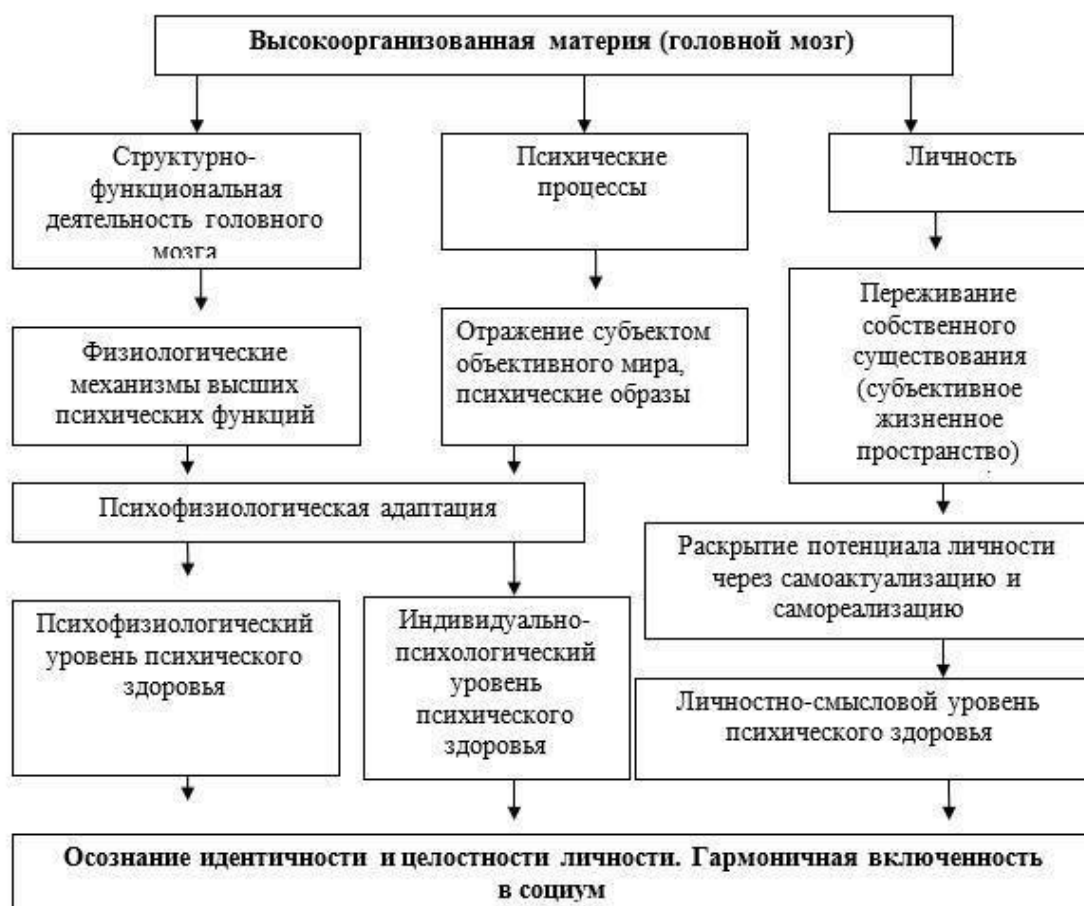 Высокоорганизованная материя (головной мозг)
Структурно-
функциональная
деятельность головного
мозга
Психические
процессы
Личность
Физиологические
механизмы высших
психических функций
Отражение субъектом
объективного мира,
психические образы
Переживание
собственного
существования
(субъективное
жизненное
пространство)
Психофизиологическая адаптация
Раскрытие потенциала личности
через самоактуализацию и
самореализацию
Психофизиологический
уровень психического
здоровья
Индивидуально-
психологический
уровень
психического
здоровья
Личностно-смысловой уровень
психического здоровья
Осознание идентичности и целостности личности. Гармоничная включенность
в социум